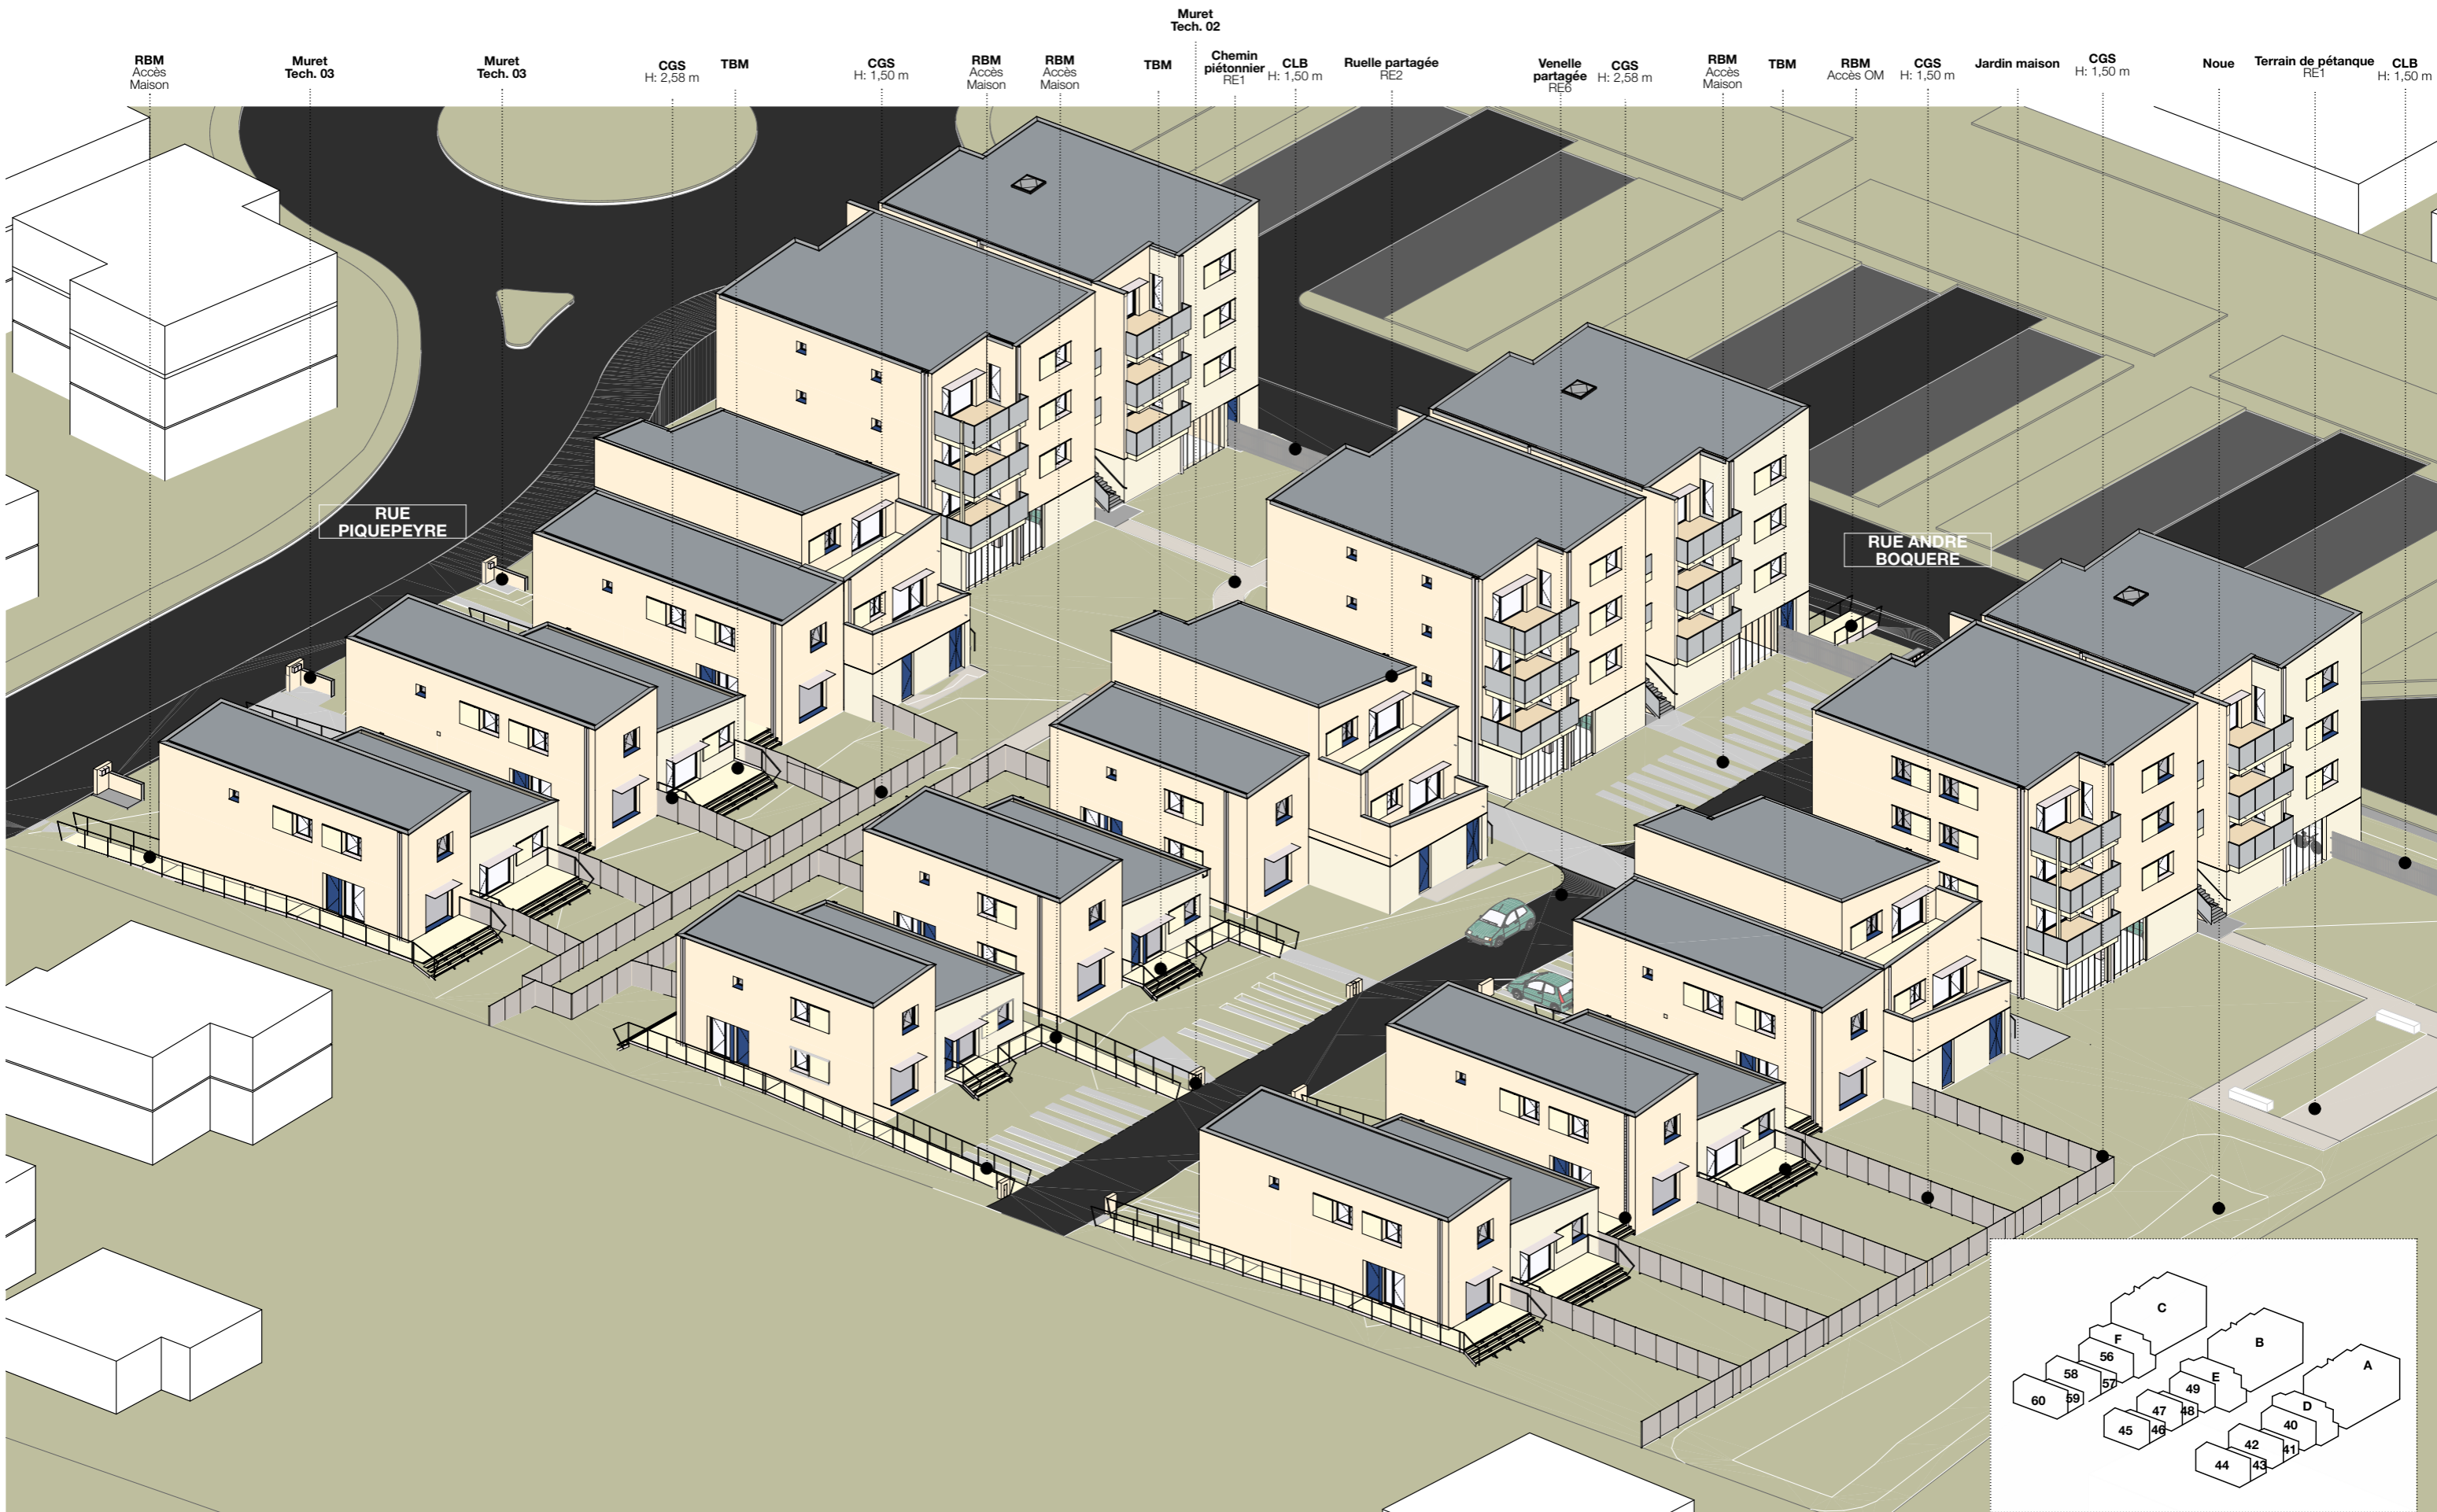 Muret
Tech. 02
RBM
Accès
Maison
Muret
Tech. 03
Muret
Tech. 03
CGS
H: 2,58 m
TBM
CGS
H: 1,50 m
RBM
Accès
Maison
RBM
Accès
Maison
TBM
Chemin
piétonnier
RE1
CLB
H: 1,50 m
Ruelle partagée
RE2
Venelle
partagée
RE6
CGS
H: 2,58 m
RBM
Accès
Maison
TBM
RBM
Accès OM
CGS
H: 1,50 m
Jardin maison
CGS
H: 1,50 m
Noue
Terrain de pétanque
RE1
CLB
H: 1,50 m
RUE
PIQUEPEYRE
RUE ANDRE
BOQUERE
C
F
B
56
A
58
E
57
49
60
59
D
47
48
40
45
46
42
41
44
43